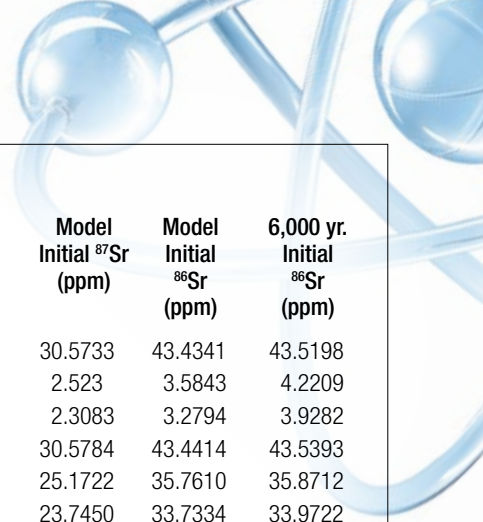 Model Model 6,000 yr.
Initial ⁸⁷Sr Initial Initial
(ppm) ⁸⁶Sr ⁸⁶Sr
(ppm) (ppm)
30.5733 43.4341 43.5198
2.523 3.5843 4.2209
2.3083 3.2794 3.9282
30.5784 43.4414 43.5393
25.1722 35.7610 35.8712
23.7450 33.7334 33.9722